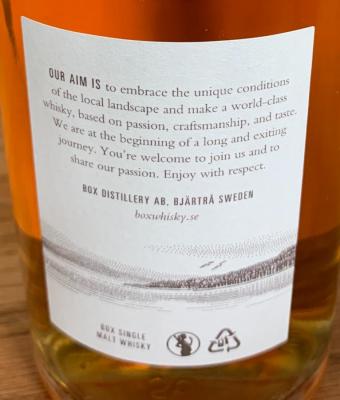 OUR AIM IS to embrace the unique conditions
of the local landscape and make a world-class
whisky, based on passion, craftsmanship, and taste.
We are at the beginning of a long and exiting
journey. You're welcome to join us and to
share our passion. Enjoy with respect.
BOX DISTILLERY AB, BJÄRTRÅ SWEDEN
boxwhisky.se
BOX SINGLE
MALT WHISKY